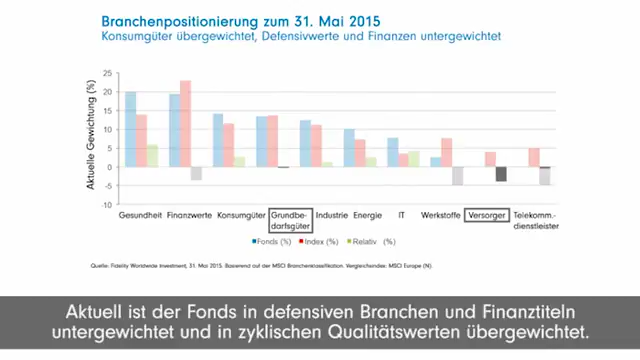 Branchenpositionierung zum 31. Mai 2015
Konsumgüter übergewichtet, Defensivwerte und Finanzen untergewichtet
Aktuelle Gewichtung (%)
25
20
15
10
5
0
-5
-10
Gesundheit Finanzwerte Konsumgüter Grundbe-
darfsgüter Industrie Energie IT Werkstoffe Versorger Telekomm.-
dienstleister
Fonds (%) Index (%) Relativ (%)
Quelle: Fidelity Worldwide Investment, 31. Mai 2015. Basierend auf der MSCI Branchenklassifikation. Vergleichsindex: MSCI Europe (N)
Aktuell ist der Fonds in defensiven Branchen und Finanztiteln
untergewichtet und in zyklischen Qualitätswerten übergewichtet.